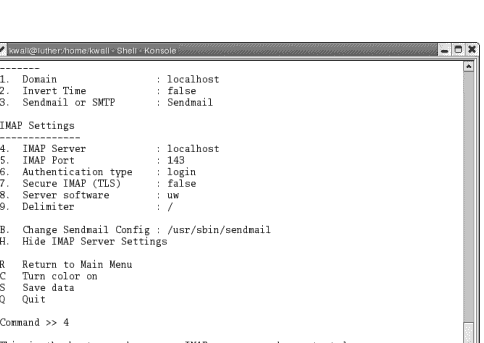 kwall@luther:/home/kwall - Shell - Konsole
-------
1. Domain : localhost
2. Invert Time : false
3. Sendmail or SMTP : Sendmail
IMAP Settings
--------------
4. IMAP Server : localhost
5. IMAP Port : 143
6. Authentication type : login
7. Secure IMAP (TLS) : false
8. Server software : uw
9. Delimiter : /
B. Change Sendmail Config : /usr/sbin/sendmail
H. Hide IMAP Server Settings
R Return to Main Menu
C Turn color on
S Save data
Q Quit
Command >> 4